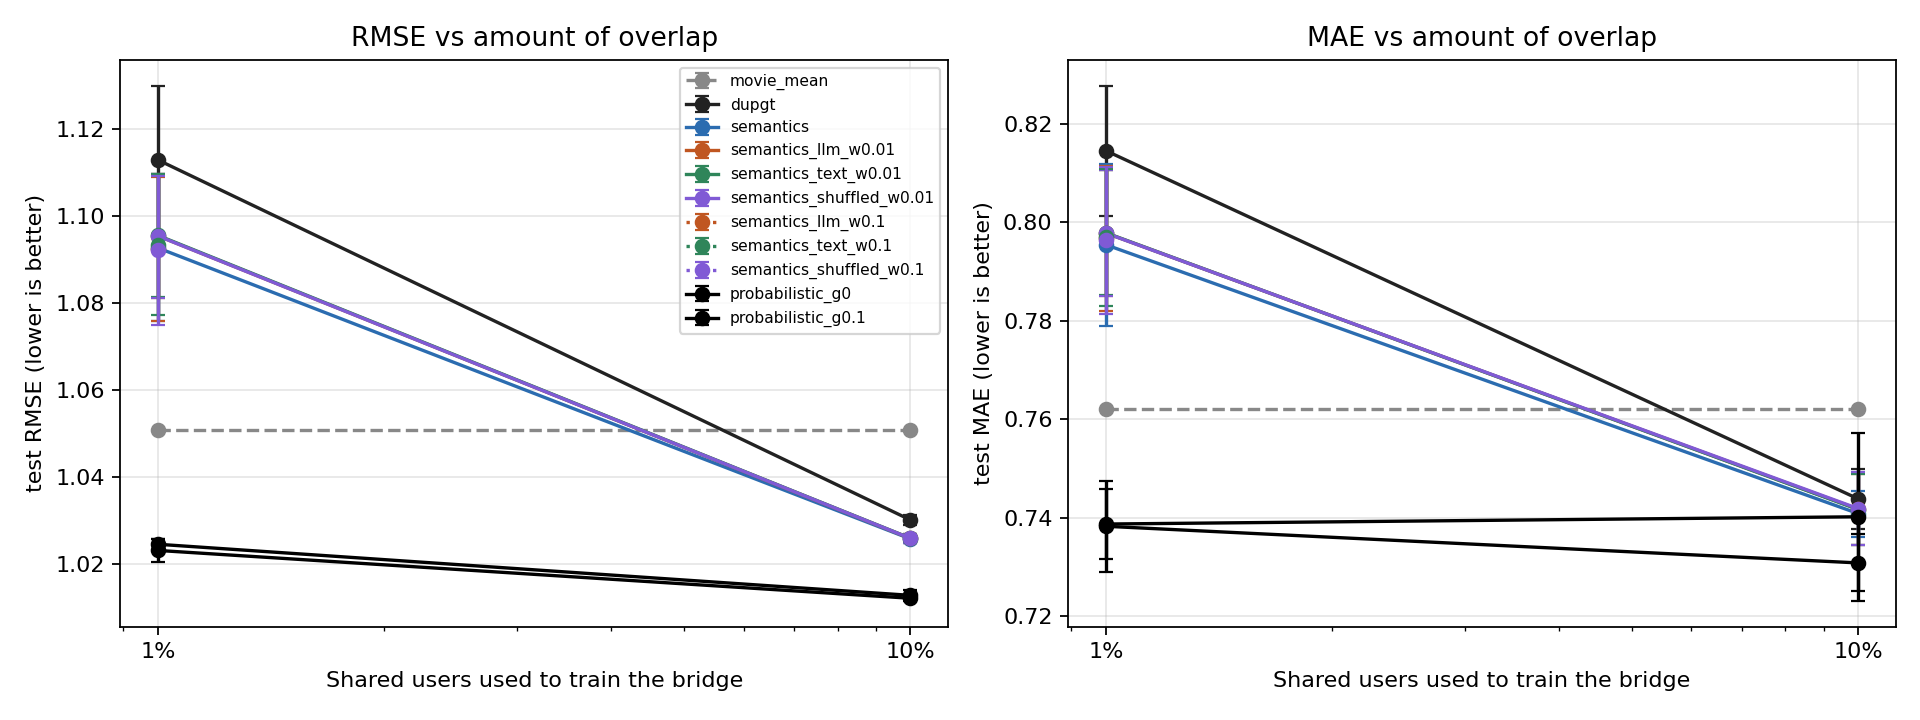 RMSE vs amount of overlap
test RMSE (lower is better)
1.12
1.10
1.08
1.06
1.04
1.02
1%
10%
Shared users used to train the bridge
movie_mean
dupgt
semantics
semantics_llm_w0.01
semantics_text_w0.01
semantics_shuffled_w0.01
semantics_llm_w0.1
semantics_text_w0.1
semantics_shuffled_w0.1
probabilistic_g0
probabilistic_g0.1
MAE vs amount of overlap
test MAE (lower is better)
0.82
0.80
0.78
0.76
0.74
0.72
1%
10%
Shared users used to train the bridge